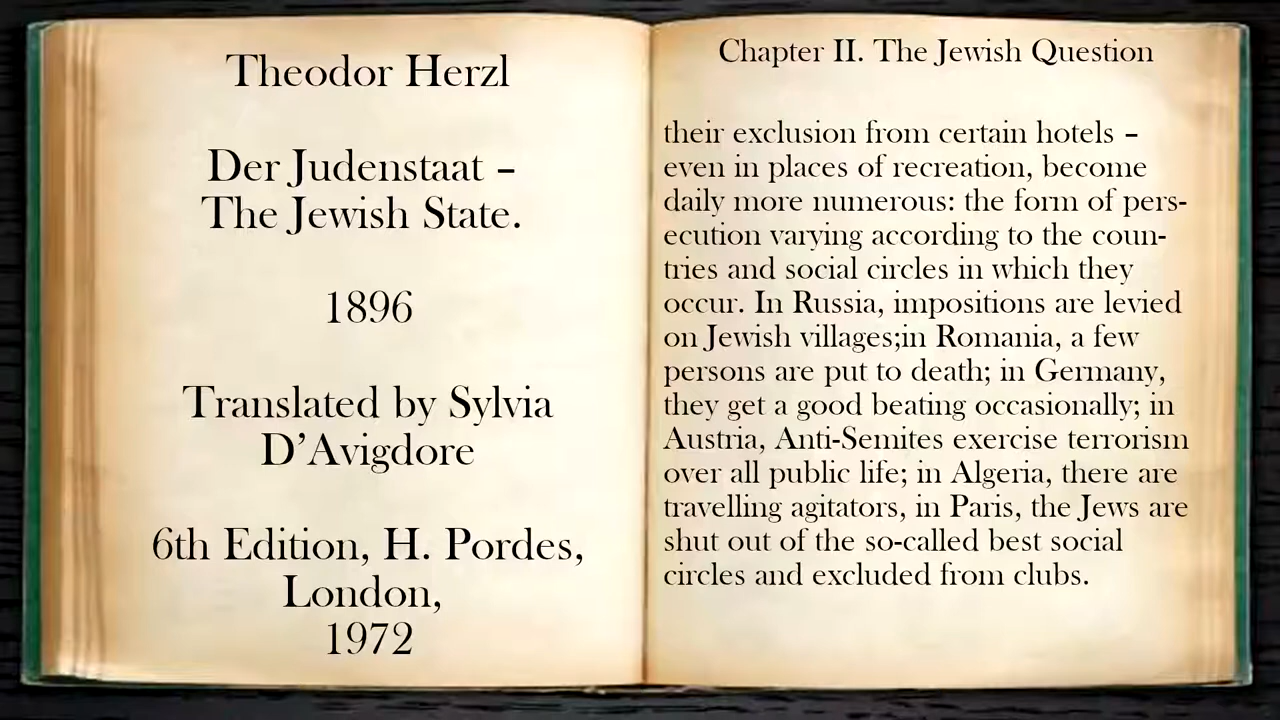 Theodor Herzl
Der Judenstaat –
The Jewish State.
1896
Translated by Sylvia
D’Avigdore
6th Edition, H. Pordes,
London,
1972
Chapter II. The Jewish Question
their exclusion from certain hotels –
even in places of recreation, become
daily more numerous: the form of pers-
ecution varying according to the coun-
tries and social circles in which they
occur. In Russia, impositions are levied
on Jewish villages;in Romania, a few
persons are put to death; in Germany,
they get a good beating occasionally; in
Austria, Anti-Semites exercise terrorism
over all public life; in Algeria, there are
travelling agitators, in Paris, the Jews are
shut out of the so-called best social
circles and excluded from clubs.